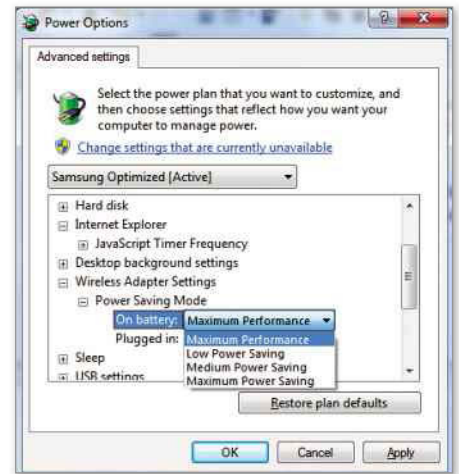 Power Options
Advanced settings
Select the power plan that you want to customize, and
then choose settings that reflect how you want your
computer to manage power.
Change settings that are currently unavailable
Samsung Optimized [Active]
Hard disk
Internet Explorer
JavaScript Timer Frequency
Desktop background settings
Wireless Adapter Settings
Power Saving Mode
On battery: Maximum Performance
Plugged in: Maximum Performance
Low Power Saving
Sleep
Medium Power Saving
Maximum Power Saving
USB settings
Restore plan defaults
OK Cancel Apply